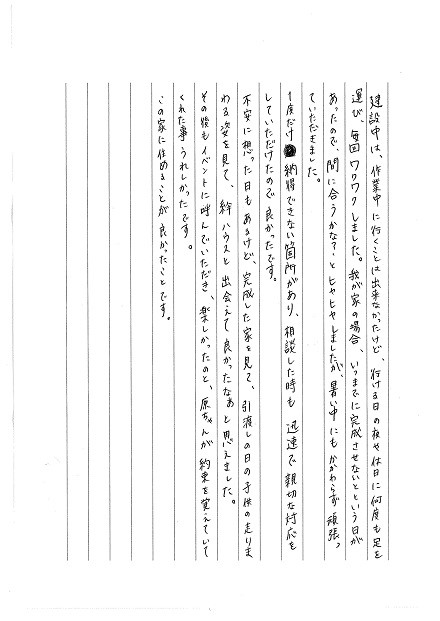 建設中は、作業中に行くことは出来なかったけど、行ける日の夜や休日に何度も足を
運び、毎回ワクワクしました。我が家の場合、いつまでに完成させないとという日が
あったので、間に合うかな?とヒヤヒヤしましたが、暑い中にもかかわらず頑張っ
ていただきました。
1度だけ納得できない箇所があり、相談した時も迅速で親切な対応を
していただけたので良かったです。
不安に想った日もあるけど、完成した家を見て、引渡しの日の子供の走りま
わる姿を見て、絆ハウスと出会えて良かったなぁと思えました。
その後もイベントに呼んでいただき、楽しかったのと、原ちゃんが約束を覚えていて
くれた事うれしかったです。
この家に住めることが良かったことです。